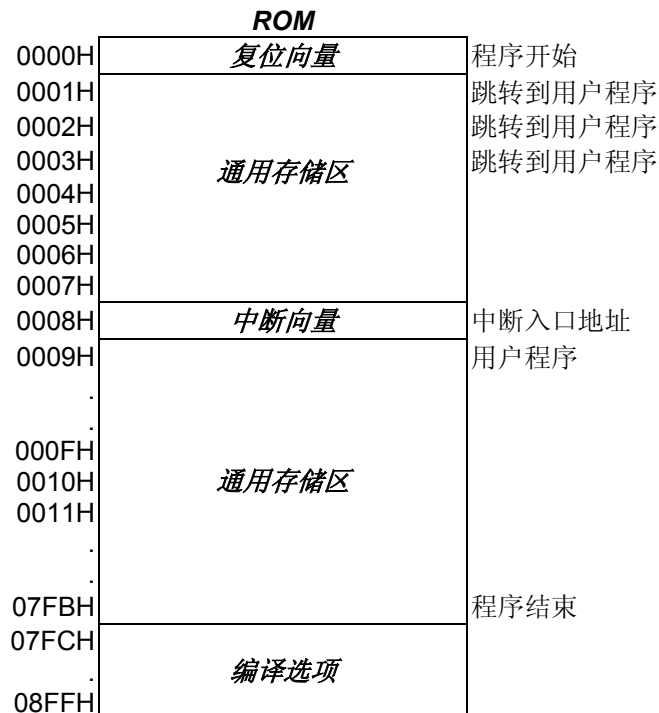 ROM
0000H 复位向量 程序开始
0001H 跳转到用户程序
0002H 跳转到用户程序
0003H 通用存储区 跳转到用户程序
0004H
0005H
0006H
0007H
0008H 中断向量 中断入口地址
0009H 用户程序
.
.
000FH
0010H 通用存储区
0011H
.
.
07FBH 程序结束
07FCH
. 编译选项
08FFH